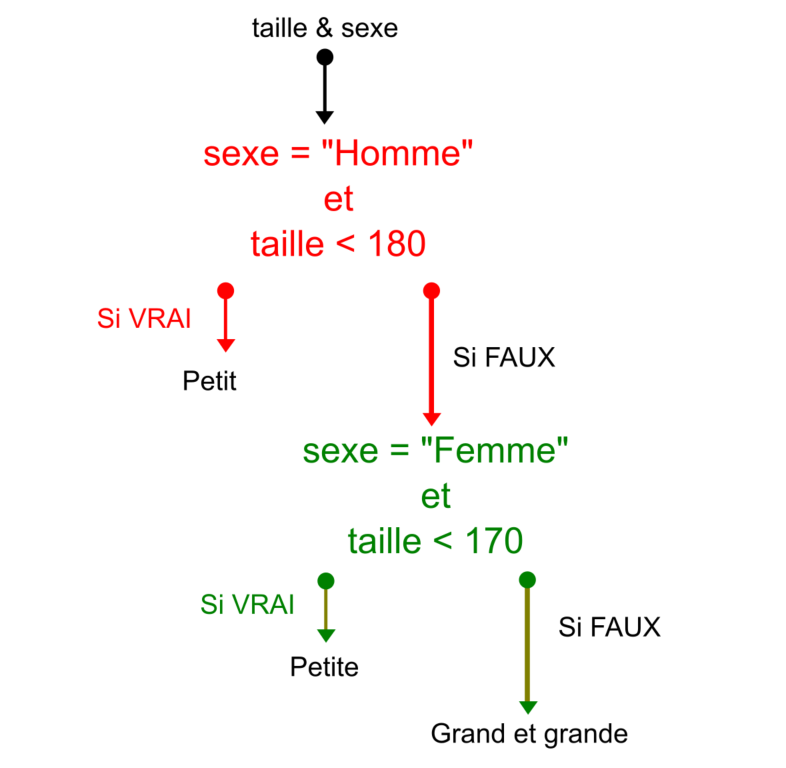 taille & sexe
sexe = "Homme"
et
taille < 180
Si VRAI
Si FAUX
Petit
sexe = "Femme"
et
taille < 170
Si VRAI
Si FAUX
Petite
Grand et grande